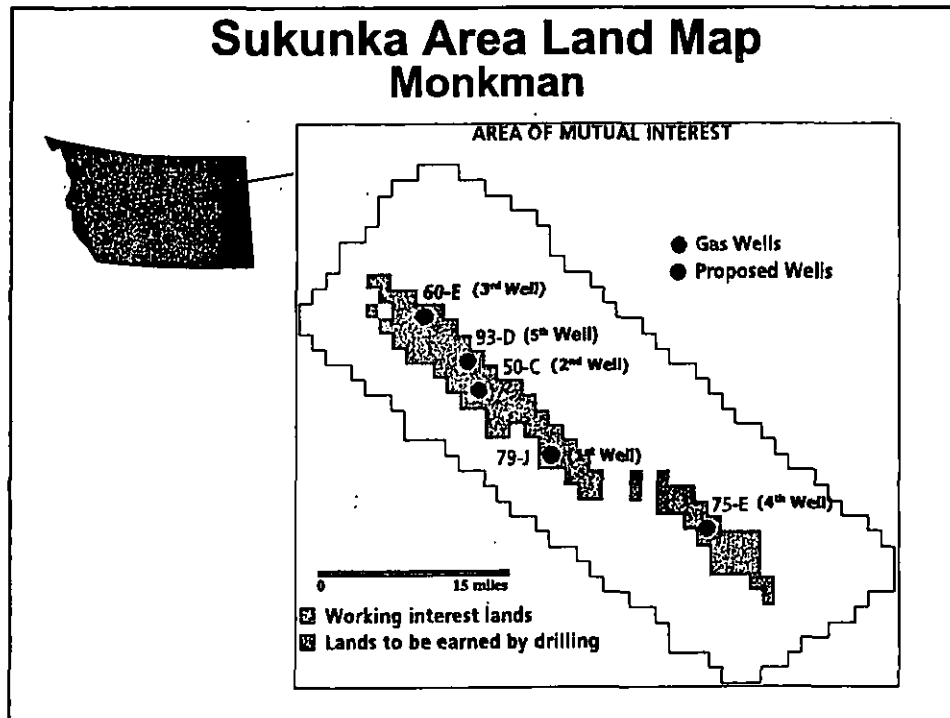 Sukunka Area Land Map
Monkman
AREA OF MUTUAL INTEREST
Gas Wells
Proposed Wells
60-E (3rd Well)
93-D (5th Well)
50-C (2nd Well)
79-J (1st Well)
75-E (4th Well)
0 15 miles
Working interest lands
Lands to be earned by drilling